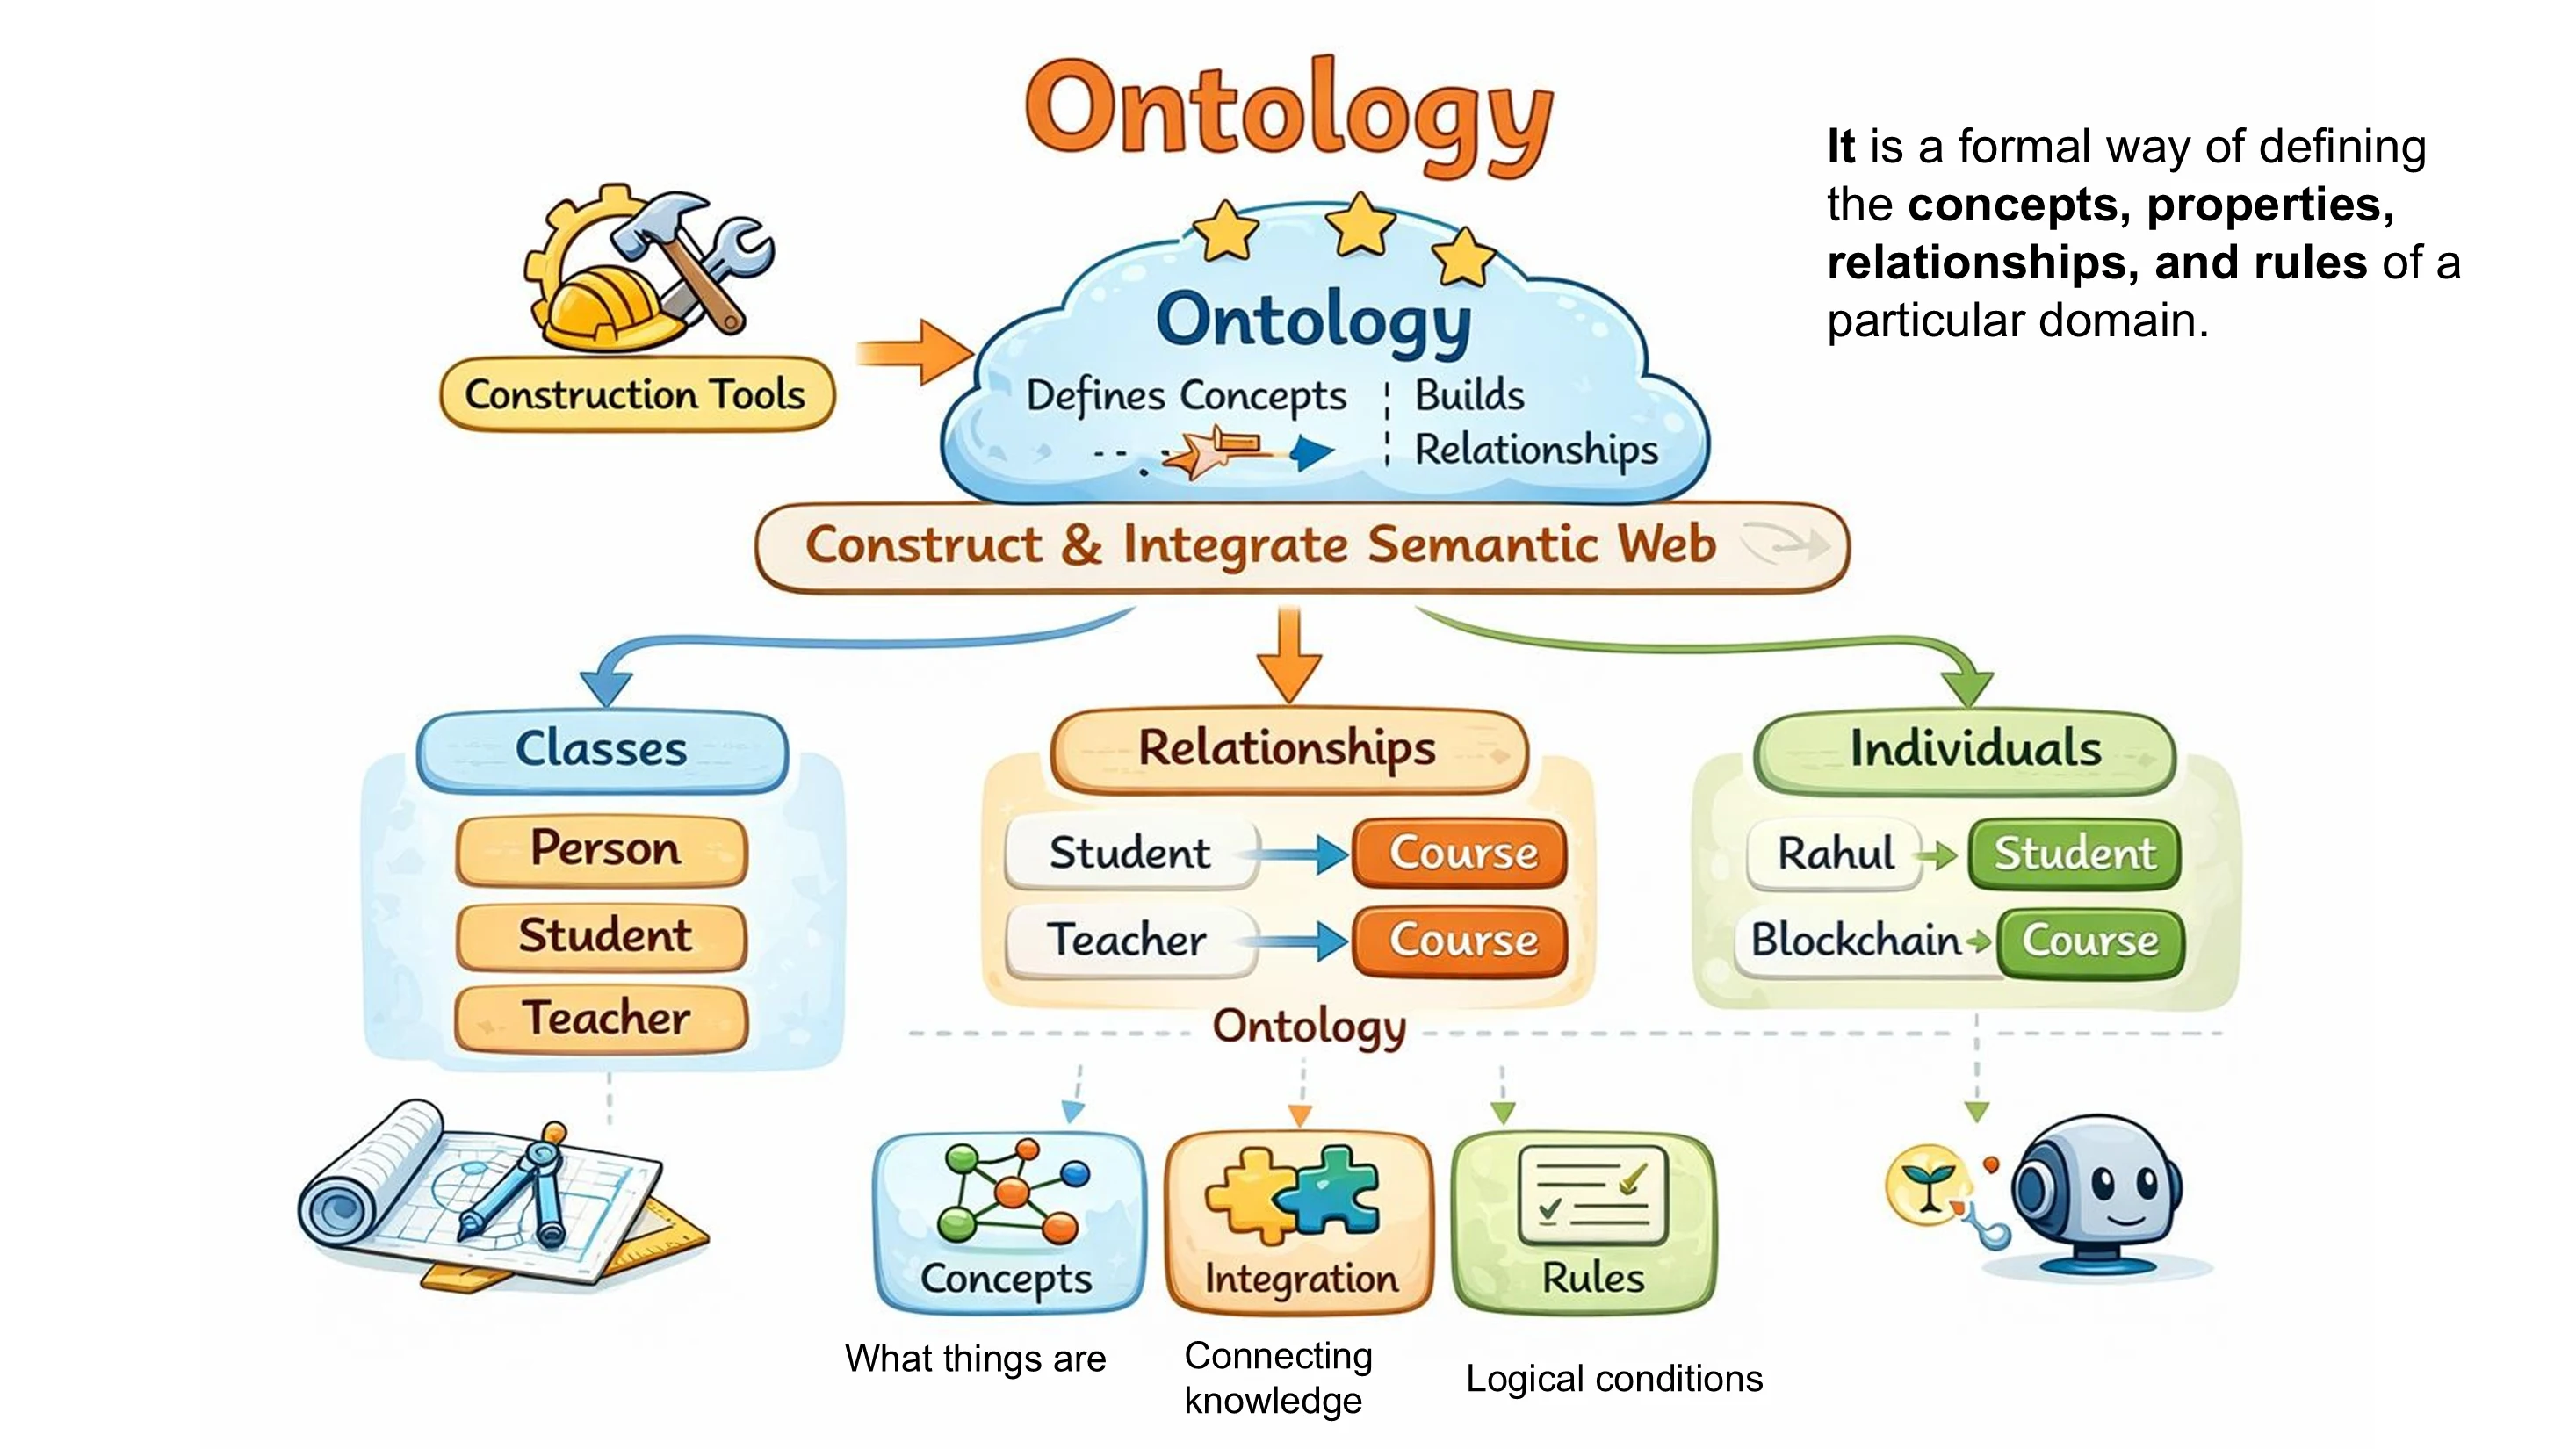 Ontology
It is a formal way of defining
the concepts, properties,
relationships, and rules of a
particular domain.
Construction Tools
Ontology
Defines Concepts
Builds
Relationships
Construct & Integrate Semantic Web
Classes
Person
Student
Teacher
Relationships
Student
Course
Teacher
Course
Individuals
Rahul
Student
Blockchain
Course
Ontology
Concepts
Integration
Rules
What things are
Connecting
knowledge
Logical conditions